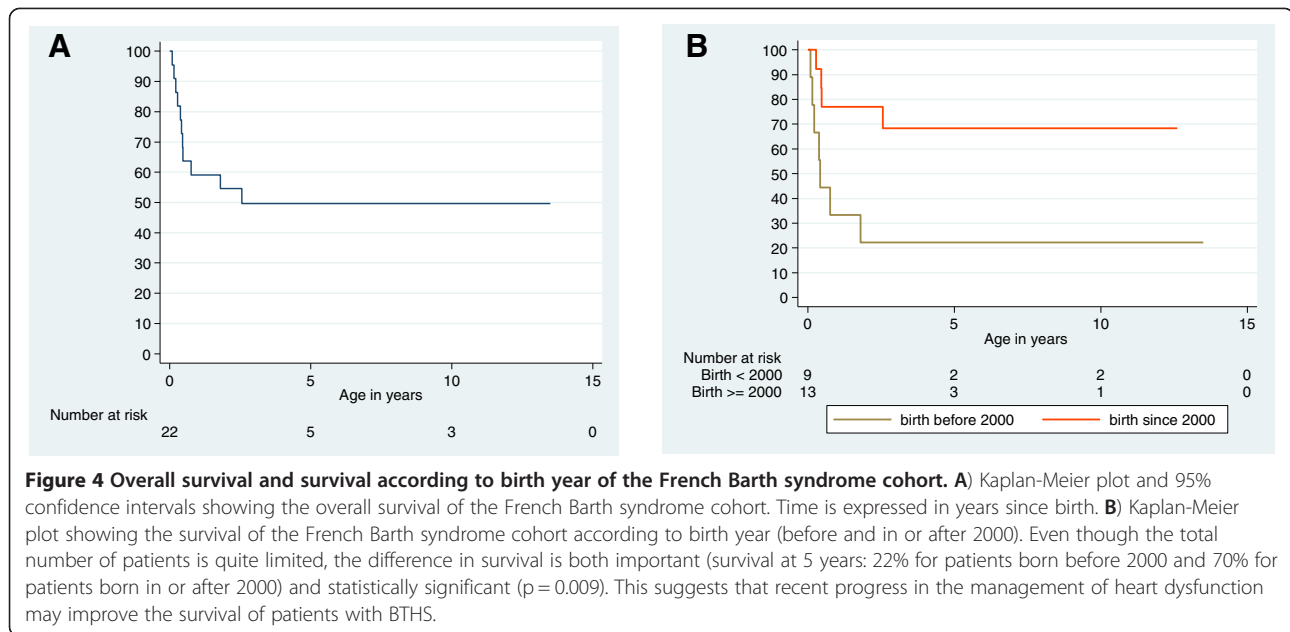 A
100
90
80
70
60
50
40
30
20
10
0
0 5 10 15
Age in years
Number at risk
22 5 3 0
B
100
90
80
70
60
50
40
30
20
10
0
0 5 10 15
Age in years
Number at risk
Birth < 2000 9 2 2 0
Birth >= 2000 13 3 1 0
birth before 2000 birth since 2000
Figure 4 Overall survival and survival according to birth year of the French Barth syndrome cohort. A) Kaplan-Meier plot and 95%
confidence intervals showing the overall survival of the French Barth syndrome cohort. Time is expressed in years since birth. B) Kaplan-Meier
plot showing the survival of the French Barth syndrome cohort according to birth year (before and in or after 2000). Even though the total
number of patients is quite limited, the difference in survival is both important (survival at 5 years: 22% for patients born before 2000 and 70% for
patients born in or after 2000) and statistically significant (p = 0.009). This suggests that recent progress in the management of heart dysfunction
may improve the survival of patients with BTHS.